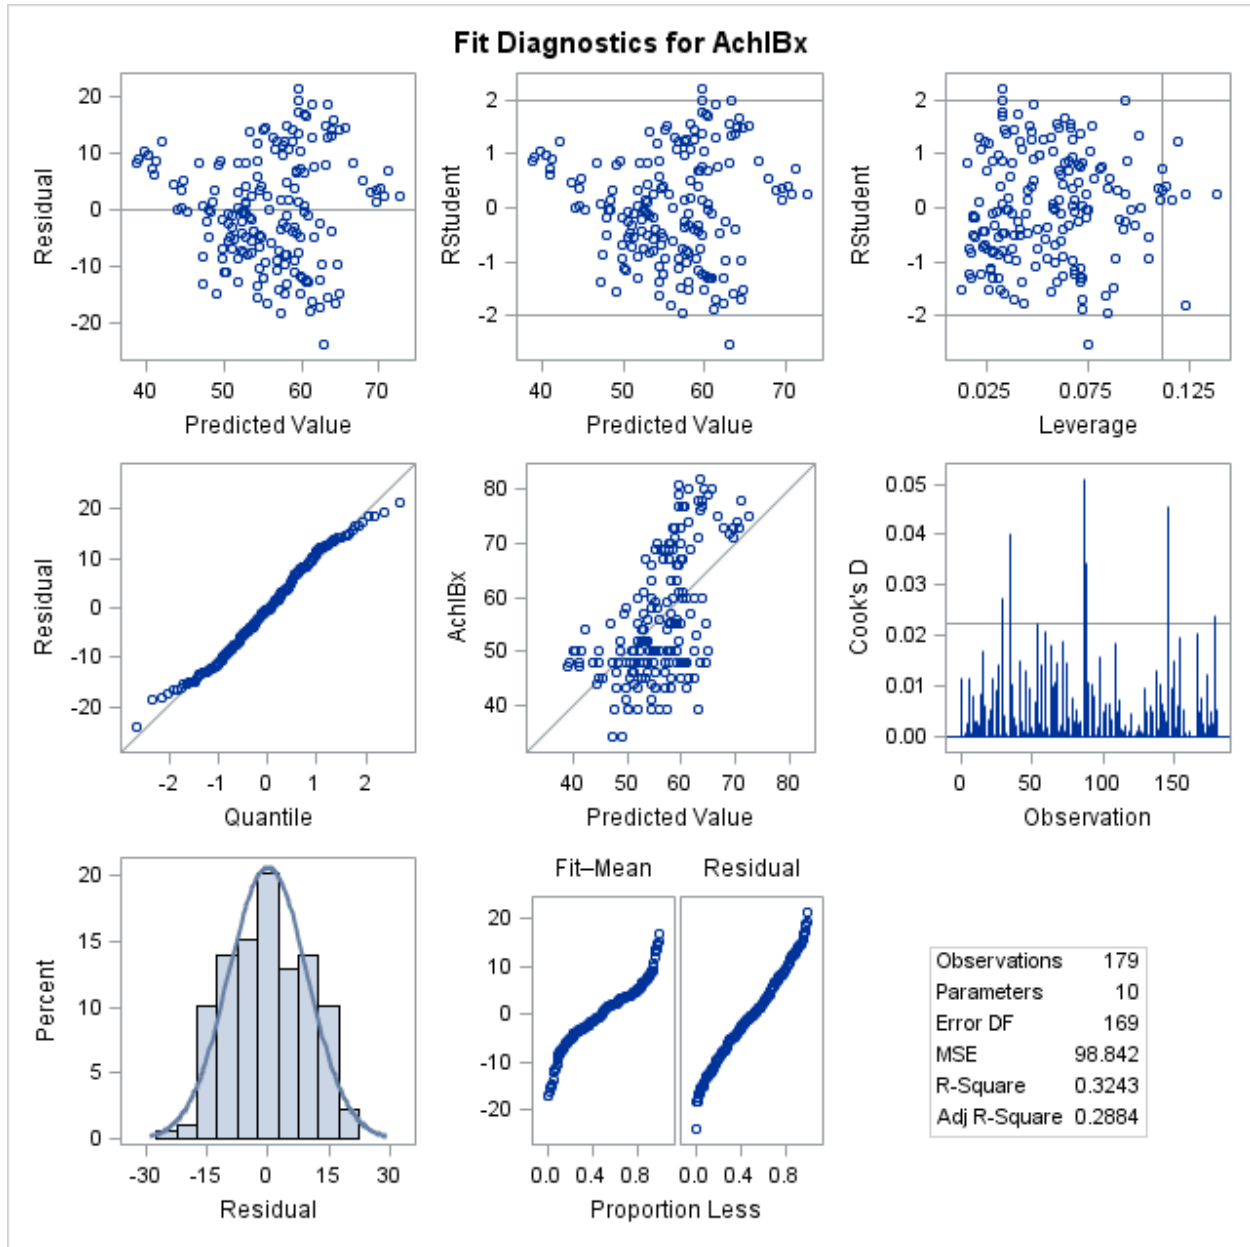 Fit Diagnostics for AchIBx
20
10
0
-10
-20
Residual
40 50 60 70
Predicted Value
2
1
0
-1
-2
RStudent
40 50 60 70
Predicted Value
2
1
0
-1
-2
RStudent
0.025 0.075 0.125
Leverage
20
10
0
-10
-20
Residual
-2 -1 0 1 2
Quantile
80
70
60
50
40
AchIBx
40 50 60 70 80
Predicted Value
0.05
0.04
0.03
0.02
0.01
0.00
Cook's D
0 50 100 150
Observation
20
15
10
5
0
Percent
-30 -15 0 15 30
Residual
Fit–Mean Residual
20
10
0
-10
-20
0.0 0.4 0.8 0.0 0.4 0.8
Proportion Less
Observations 179
Parameters 10
Error DF 169
MSE 98.842
R-Square 0.3243
Adj R-Square 0.2884